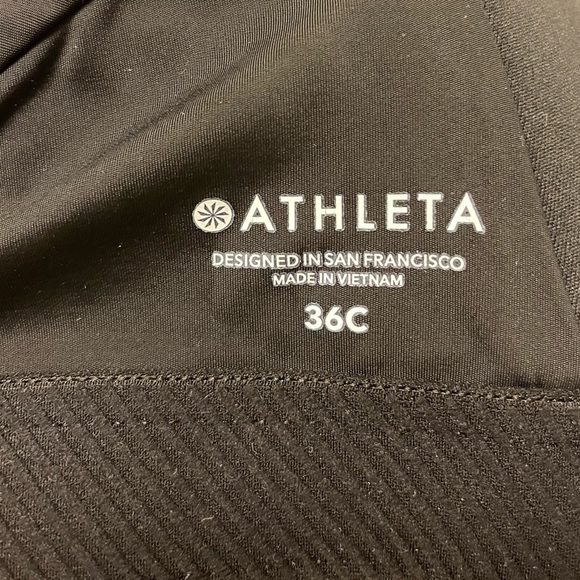 ATHLETA
DESIGNED IN SAN FRANCISCO
MADE IN VIETNAM
36C